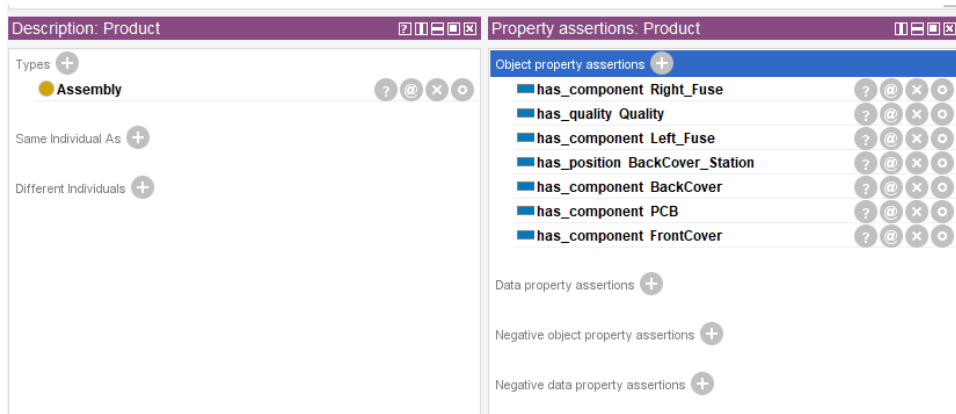 Description: Product
Types
Assembly
Same Individual As
Different Individuals
Property assertions: Product
Object property assertions
has_component Right_Fuse
has_quality Quality
has_component Left_Fuse
has_position BackCover_Station
has_component BackCover
has_component PCB
has_component FrontCover
Data property assertions
Negative object property assertions
Negative data property assertions